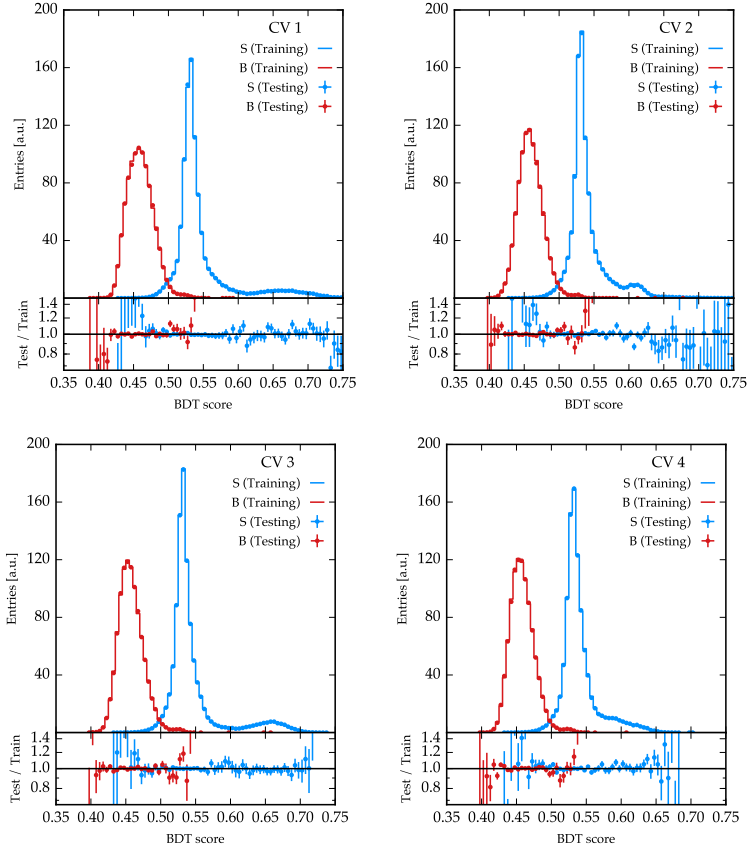 200
CV 1
S (Training)
160
B (Training)
S (Testing)
120
B (Testing)
Entries [a.u.]
80
40
1.4
1.2
1.0
0.8
Test / Train
0.35 0.40 0.45 0.50 0.55 0.60 0.65 0.70 0.75
BDT score
200
CV 2
S (Training)
160
B (Training)
S (Testing)
120
B (Testing)
Entries [a.u.]
80
40
1.4
1.2
1.0
0.8
Test / Train
0.35 0.40 0.45 0.50 0.55 0.60 0.65 0.70 0.75
BDT score
200
CV 3
S (Training)
160
B (Training)
S (Testing)
120
B (Testing)
Entries [a.u.]
80
40
1.4
1.2
1.0
0.8
Test / Train
0.35 0.40 0.45 0.50 0.55 0.60 0.65 0.70 0.75
BDT score
200
CV 4
S (Training)
160
B (Training)
S (Testing)
120
B (Testing)
Entries [a.u.]
80
40
1.4
1.2
1.0
0.8
Test / Train
0.35 0.40 0.45 0.50 0.55 0.60 0.65 0.70 0.75
BDT score